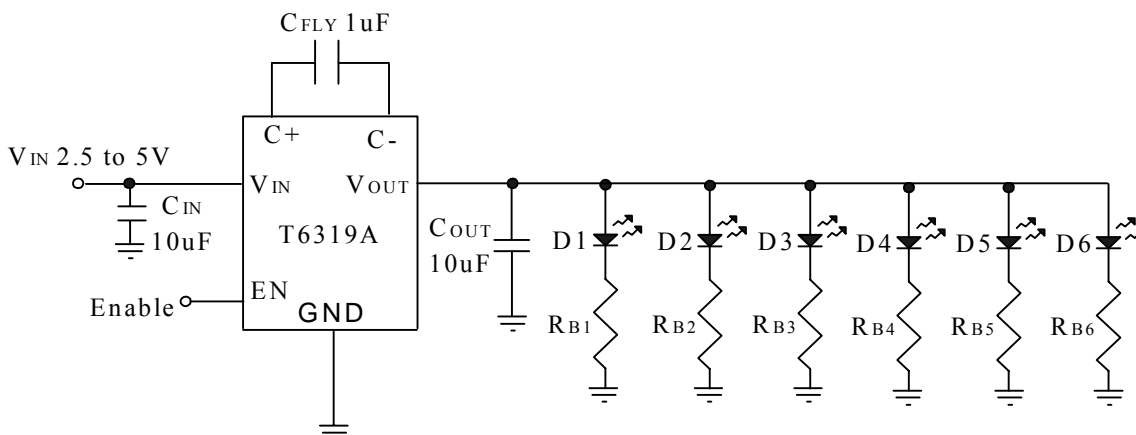 CFLY 1uF
C+
C-
VIN 2.5 to 5V
VIN
VOUT
CIN
10uF
T6319A
COUT
10uF
D1
D2
D3
D4
D5
D6
Enable
EN
GND
RB1
RB2
RB3
RB4
RB5
RB6